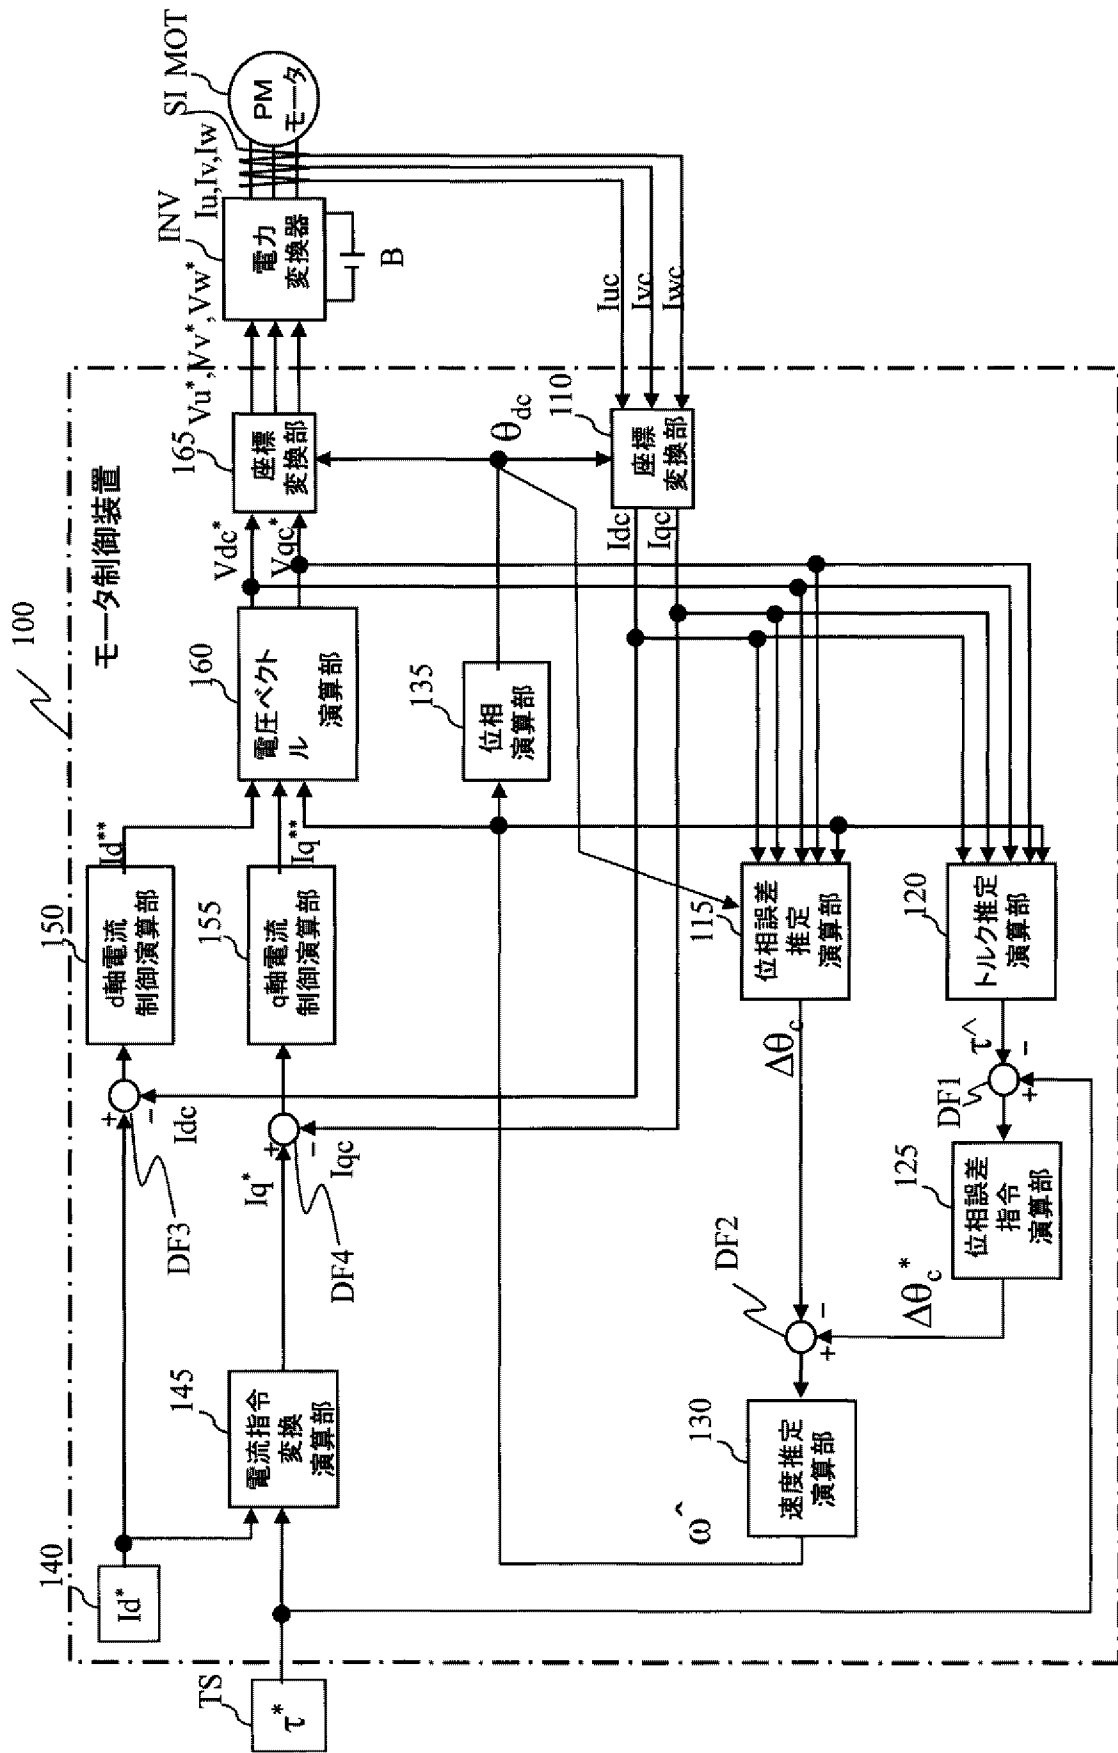 100
モータ制御装置
TS
τ*
140
Id*
145
電流指令
変換
演算部
DF3
+
−
Idc
150
d軸電流
制御演算部
Id**
Iq*
DF4
+
−
Iqc
155
q軸電流
制御演算部
Iq**
160
電圧ベクト
ル
演算部
Vdc*
Vqc*
165
座標
変換部
Vu*,Vv*,Vw*
INV
電力
変換器
B
Iu,Iv,Iw
SI
MOT
PM
モータ
135
位相
演算部
θdc
110
座標
変換部
Idc
Iqc
Iuc
Ivc
Iwc
ω^
130
速度推定
演算部
DF2
+
−
Δθc
115
位相誤差
推定
演算部
Δθc*
125
位相誤差
指令
演算部
DF1
+
−
τ^
120
トルク推定
演算部